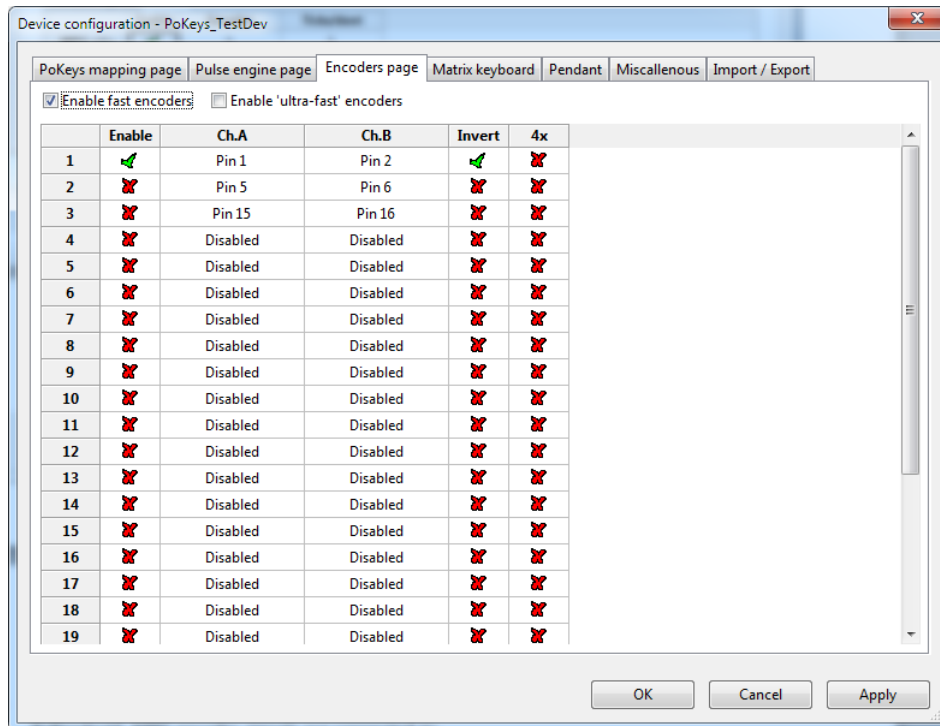 Device configuration - PoKeys_TestDev
PoKeys mapping page Pulse engine page Encoders page Matrix keyboard Pendant Miscallenous Import / Export
Enable fast encoders Enable 'ultra-fast' encoders
Enable Ch.A Ch.B Invert 4x
1 Pin 1 Pin 2
2 Pin 5 Pin 6
3 Pin 15 Pin 16
4 Disabled Disabled
5 Disabled Disabled
6 Disabled Disabled
7 Disabled Disabled
8 Disabled Disabled
9 Disabled Disabled
10 Disabled Disabled
11 Disabled Disabled
12 Disabled Disabled
13 Disabled Disabled
14 Disabled Disabled
15 Disabled Disabled
16 Disabled Disabled
17 Disabled Disabled
18 Disabled Disabled
19 Disabled Disabled
OK Cancel Apply